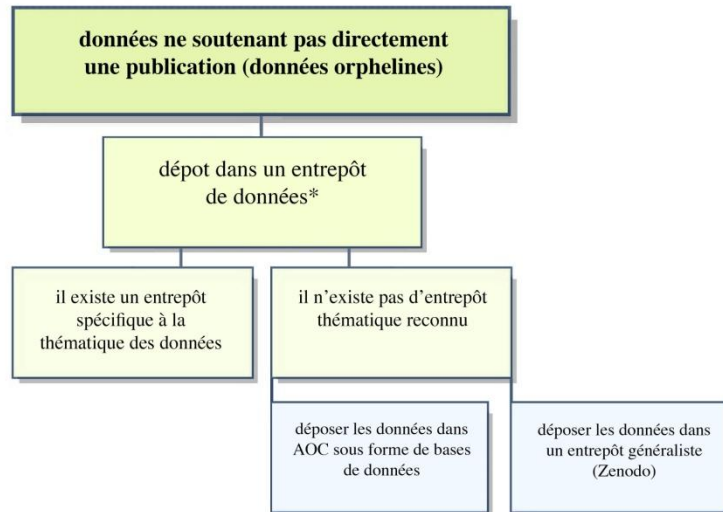 données ne soutenant pas directement
une publication (données orphelines)
dépot dans un entrepôt
de données*
il existe un entrepôt
spécifique à la
thématique des données
il n'existe pas d'entrepôt
thématique reconnu
déposer les données dans
AOC sous forme de bases
de données
déposer les données dans
un entrepôt généraliste
(Zenodo)